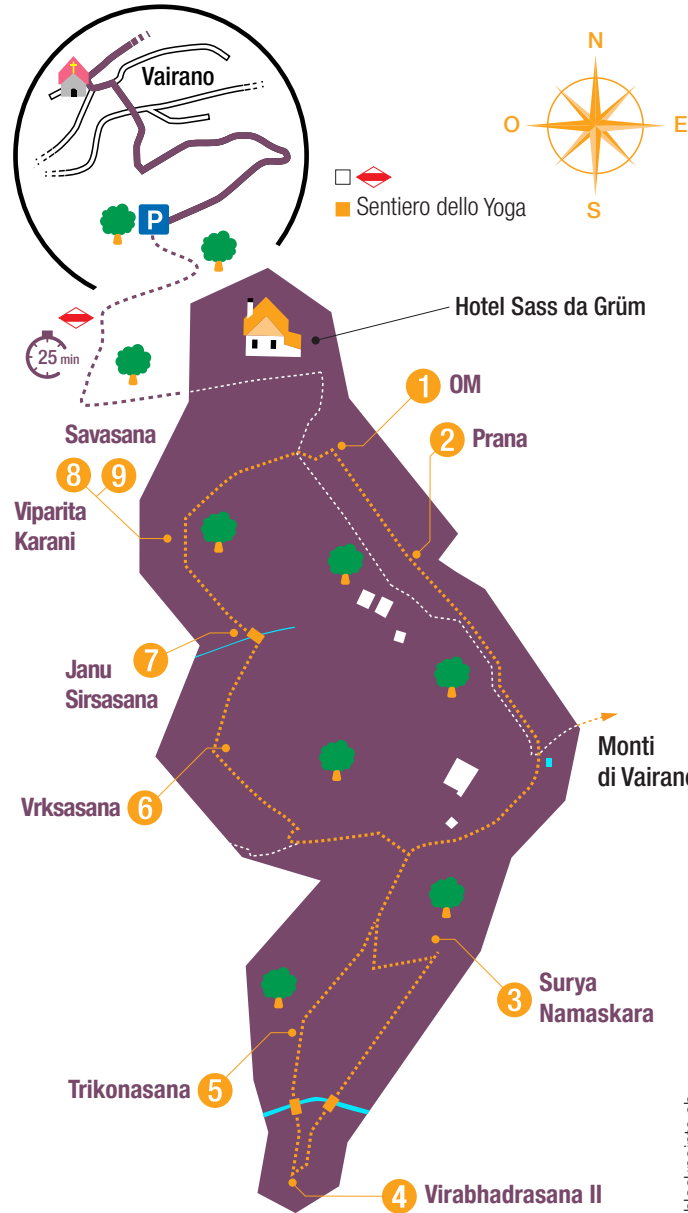 Vairano
N
O
E
S
P
Sentiero dello Yoga
Hotel Sass da Grüm
25 min
1 OM
2 Prana
Savasana
8 9
Viparita
Karani
7
Janu
Sirsasana
Monti
di Vairano
Vrksasana 6
3 Surya
Namaskara
Trikonasana 5
4 Virabhadrasana II